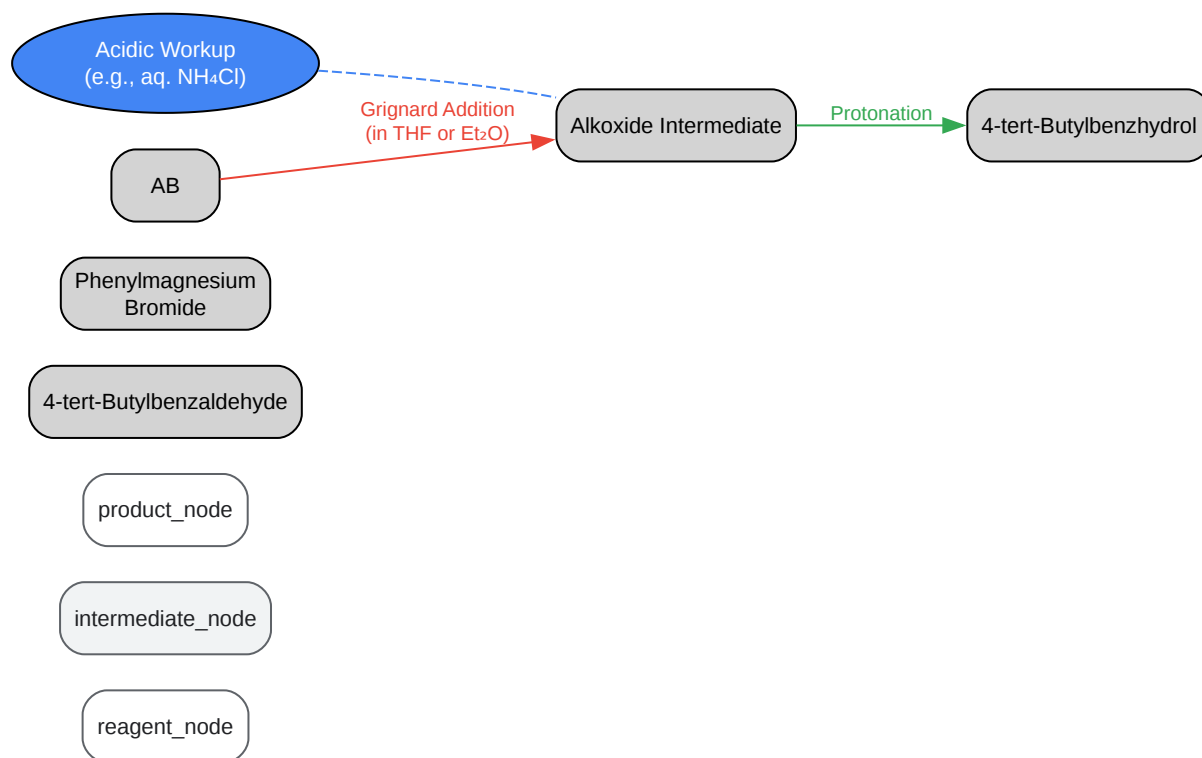 Acidic Workup
(e.g., aq. NH₄Cl)
Grignard Addition
(in THF or Et₂O)
Alkoxide Intermediate
Protonation
4-tert-Butylbenzhydrol
AB
Phenylmagnesium
Bromide
4-tert-Butylbenzaldehyde
product_node
intermediate_node
reagent_node